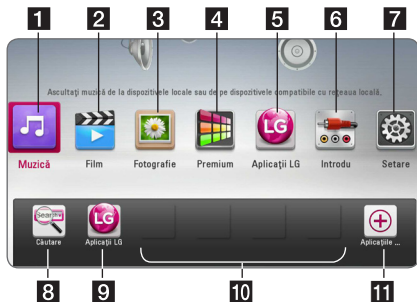 1 2 3 4 5 6 7
Ascultaţi muzică de la dispozitivele locale sau de pe dispozitivele compatibile cu reţeaua locală.
LG
Muzică Film Fotografie Premium Aplicaţii LG Introdu Setare
Search LG
Căutare Aplicaţii LG Aplicaţiile ...
8 9 10 11